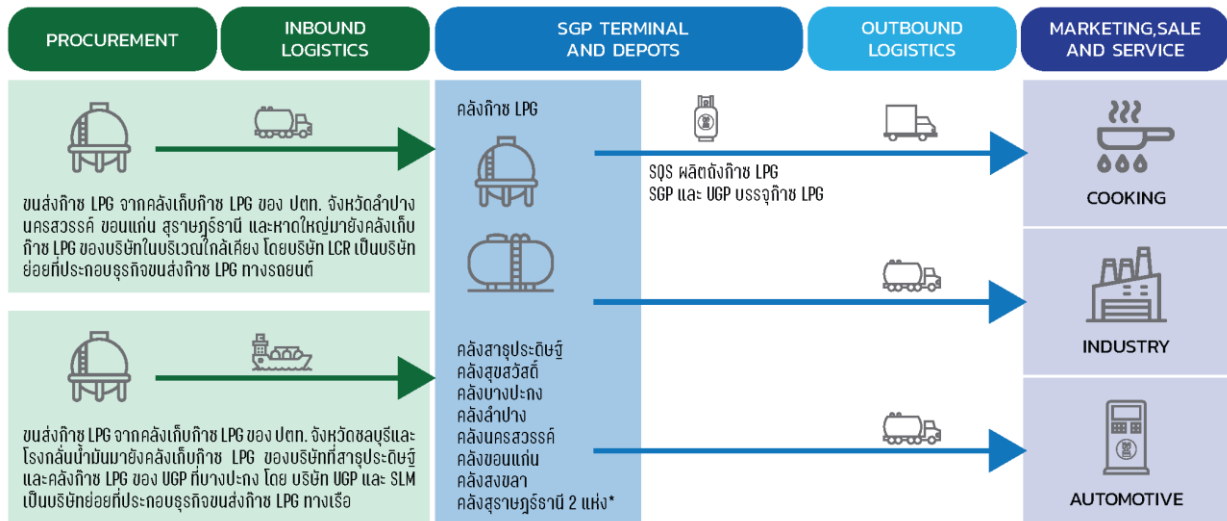 PROCUREMENT
INBOUND
LOGISTICS
SGP TERMINAL
AND DEPOTS
OUTBOUND
LOGISTICS
MARKETING,SALE
AND SERVICE
ขนส่งก๊าซ LPG จากคลังเก็บก๊าซ LPG ของ ปตท. จังหวัดลำปาง
นครสวรรค์ ขอนแก่น สุราษฎร์ธานี และหาดใหญ่มายังคลังเก็บ
ก๊าซ LPG ของบริษัทในบริเวณใกล้เคียง โดยบริษัท LCR เป็นบริษัท
ย่อยที่ประกอบธุรกิจขนส่งก๊าซ LPG ทางรถยนต์
ขนส่งก๊าซ LPG จากคลังเก็บก๊าซ LPG ของ ปตท. จังหวัดชลบุรีและ
โรงกลั่นน้ำมันมายังคลังเก็บก๊าซ LPG ของบริษัทที่สาธุประดิษฐ์
และคลังก๊าซ LPG ของ UGP ที่บางปะกง โดย บริษัท UGP และ SLM
เป็นบริษัทย่อยที่ประกอบธุรกิจขนส่งก๊าซ LPG ทางเรือ
คลังก๊าซ LPG
คลังสาธุประดิษฐ์
คลังสุขสวัสดิ์
คลังบางปะกง
คลังลำปาง
คลังนครสวรรค์
คลังขอนแก่น
คลังสงขลา
คลังสุราษฎร์ธานี 2 แห่ง*
SQS ผลิตถังก๊าซ LPG
SGP และ UGP บรรจุก๊าซ LPG
COOKING
INDUSTRY
AUTOMOTIVE